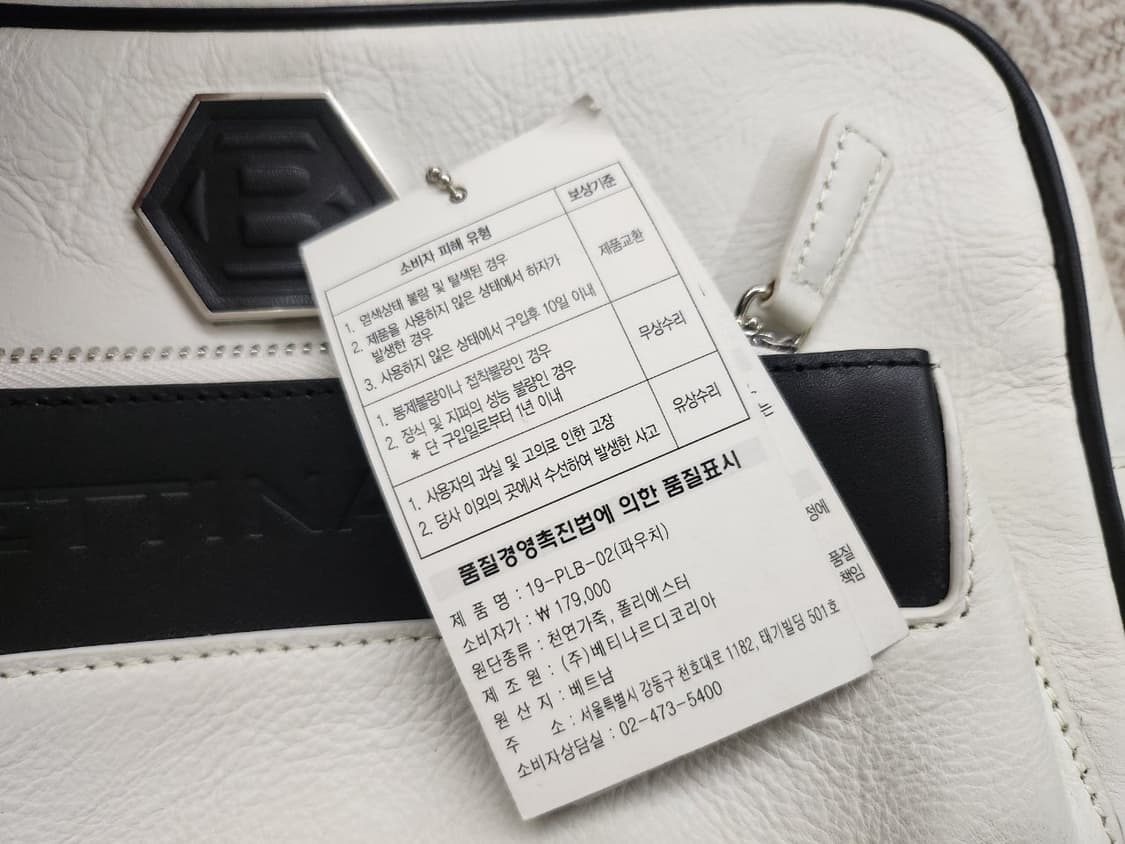 B
ETTINA
소비자 피해 유형
보상기준
1. 염색상태 불량 및 탈색된 경우
2. 제품을 사용하지 않은 상태에서 하자가
발생한 경우
3. 사용하지 않은 상태에서 구입후 10일 이내
제품교환
1. 봉제불량이나 접착불량인 경우
2. 장식 및 지퍼의 성능 불량인 경우
* 단 구입일로부터 1년 이내
무상수리
1. 사용자의 과실 및 고의로 인한 고장
2. 당사 이외의 곳에서 수선하여 발생한 사고
유상수리
품질경영촉진법에 의한 품질표시
제 품 명 : 19-PLB-02(파우치)
소비자가 : ₩ 179,000
원단종류 : 천연가죽, 폴리에스터
제 조 원 : (주)베티나르디코리아
원 산 지 : 베트남
주 소 : 서울특별시 강동구 천호대로 1182, 태기빌딩 501호
소비자상담실 : 02-473-5400
는
정에
품질
책임